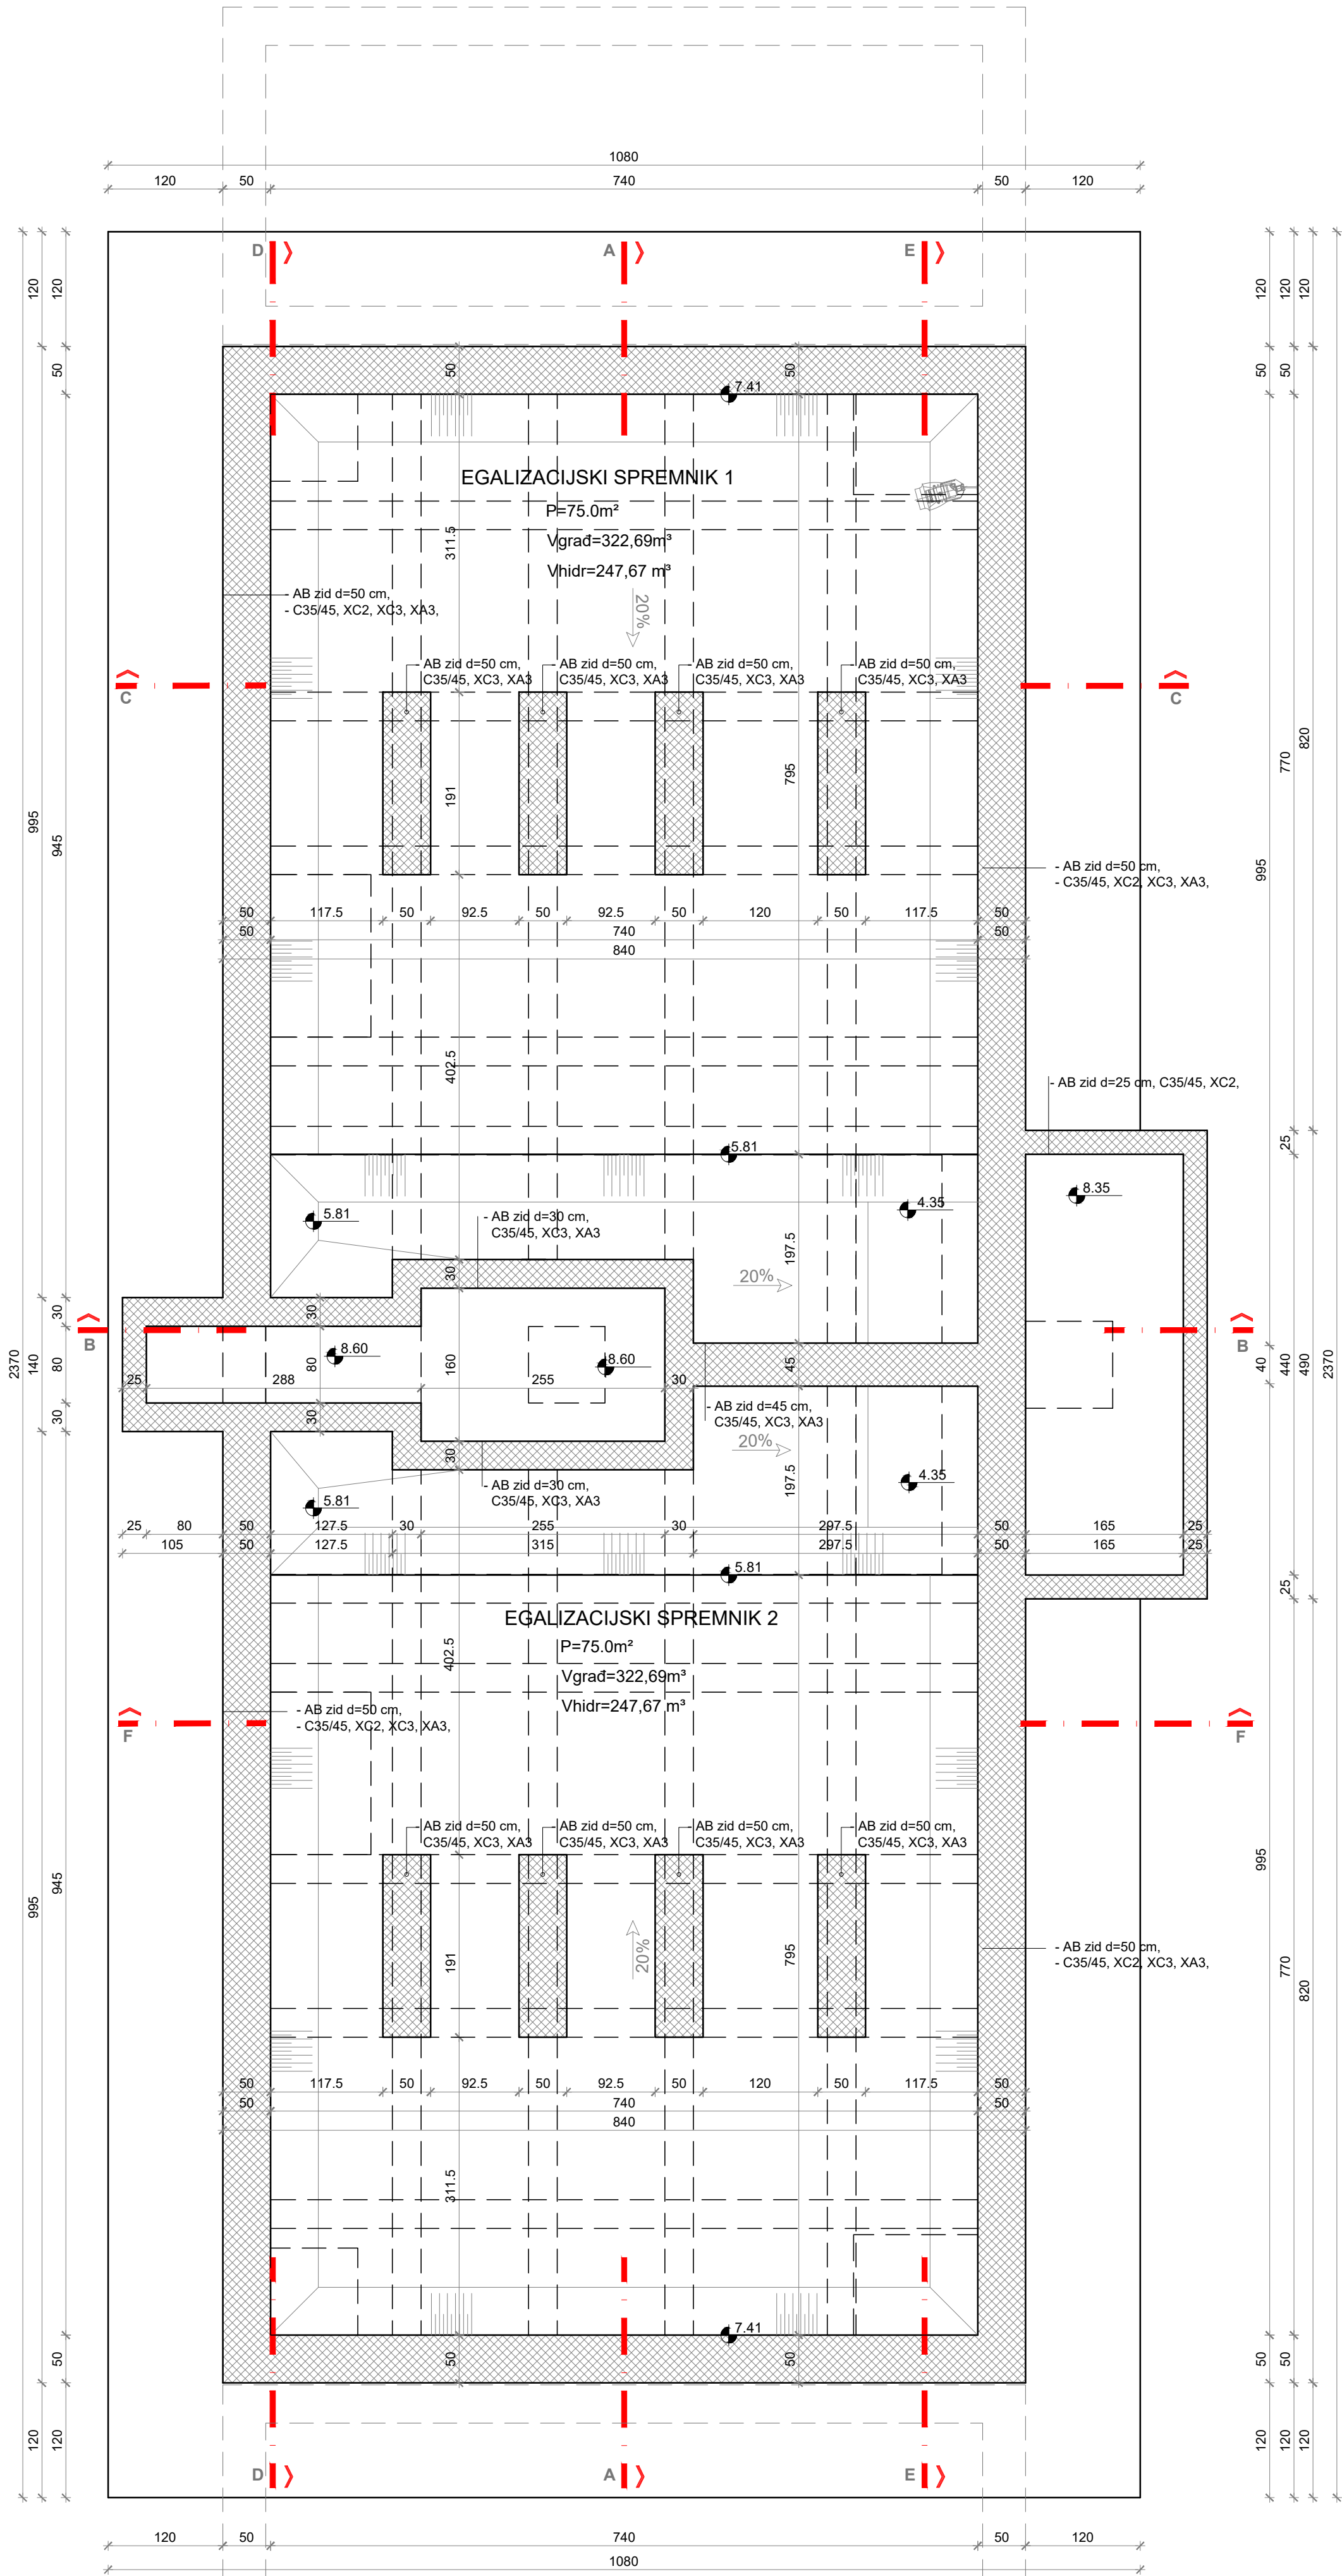 1080
120 50 740 50 120
D A E
120 120 120 120 120
50 50 50 50 50
7.41
EGALIZACIJSKI SPREMNIK 1
P=75.0m²
Vgrađ=322,69m³
Vhidr=247,67 m³
311.5
20%
- AB zid d=50 cm,
- C35/45, XC2, XC3, XA3,
- AB zid d=50 cm,
C35/45, XC3, XA3
- AB zid d=50 cm,
C35/45, XC3, XA3
- AB zid d=50 cm,
C35/45, XC3, XA3
- AB zid d=50 cm,
C35/45, XC3, XA3
C C
995 945 191 795 995 770 820
- AB zid d=50 cm,
- C35/45, XC2, XC3, XA3,
50 117.5 50 92.5 50 92.5 50 120 50 117.5 50
50 740 50
840
402.5
- AB zid d=25 cm, C35/45, XC2,
5.81
25
8.35
5.81 4.35
- AB zid d=30 cm,
C35/45, XC3, XA3
197.5
30
20%
30 30
B B
8.60 8.60
2370 140 80 80 160 45 40 440 490 2370
25 288 255 30
30 30
- AB zid d=45 cm,
C35/45, XC3, XA3
20%
30
- AB zid d=30 cm,
C35/45, XC3, XA3
197.5
5.81 4.35
25 80 50 127.5 30 255 30 297.5 50 165 25
105 50 127.5 315 297.5 50 165 25
5.81
25
EGALIZACIJSKI SPREMNIK 2
P=75.0m²
Vgrađ=322,69m³
Vhidr=247,67 m³
402.5
- AB zid d=50 cm,
- C35/45, XC2, XC3, XA3,
F F
- AB zid d=50 cm,
C35/45, XC3, XA3
- AB zid d=50 cm,
C35/45, XC3, XA3
- AB zid d=50 cm,
C35/45, XC3, XA3
- AB zid d=50 cm,
C35/45, XC3, XA3
995 945 191 20% 795 995 770 820
- AB zid d=50 cm,
- C35/45, XC2, XC3, XA3,
50 117.5 50 92.5 50 92.5 50 120 50 117.5 50
50 740 50
840
311.5
7.41
50 50 50 50 50
120 120 120 120 120
D A E
120 50 740 50 120
1080